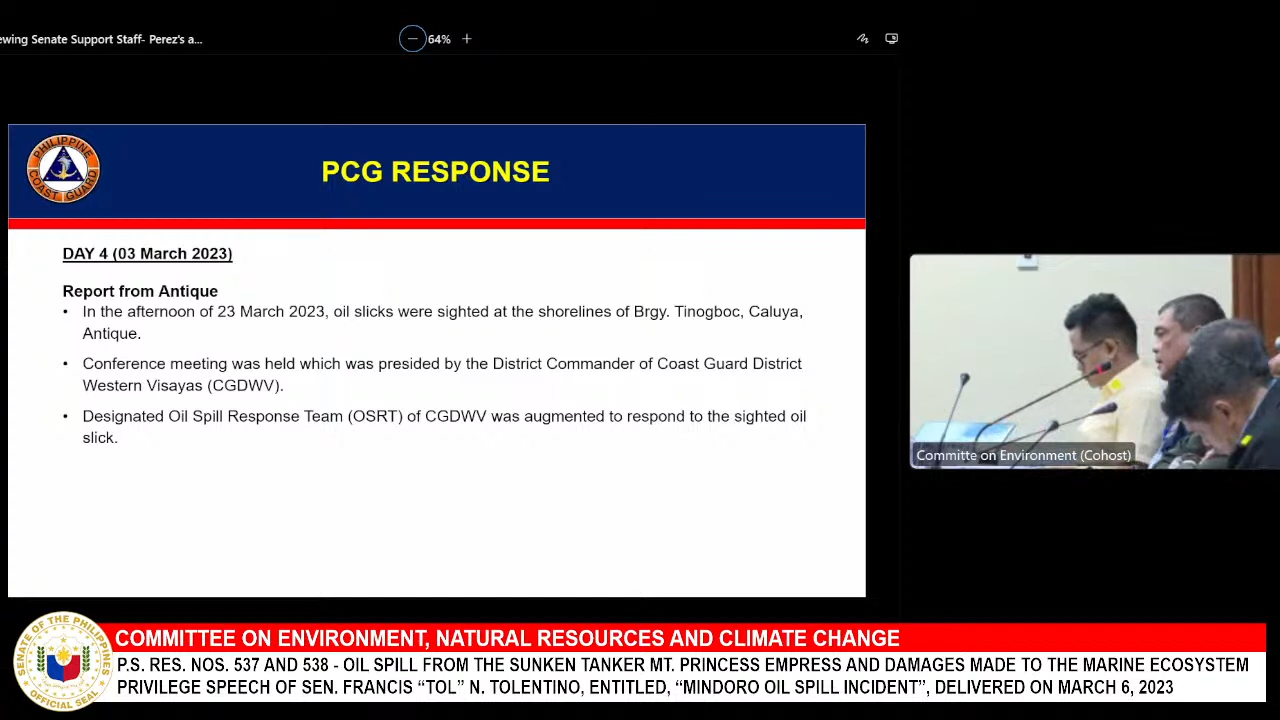 ewing Senate Support Staff- Perez's a...
64%
PHILIPPINE
COAST GUARD
PCG RESPONSE
DAY 4 (03 March 2023)
Report from Antique
• In the afternoon of 23 March 2023, oil slicks were sighted at the shorelines of Brgy. Tinogboc, Caluya,
Antique.
• Conference meeting was held which was presided by the District Commander of Coast Guard District
Western Visayas (CGDWV).
• Designated Oil Spill Response Team (OSRT) of CGDWV was augmented to respond to the sighted oil
slick.
Committe on Environment (Cohost)
SENATE OF THE PHILIPPINES
OFFICIAL SEAL
COMMITTEE ON ENVIRONMENT, NATURAL RESOURCES AND CLIMATE CHANGE
P.S. RES. NOS. 537 AND 538 - OIL SPILL FROM THE SUNKEN TANKER MT. PRINCESS EMPRESS AND DAMAGES MADE TO THE MARINE ECOSYSTEM
PRIVILEGE SPEECH OF SEN. FRANCIS “TOL” N. TOLENTINO, ENTITLED, “MINDORO OIL SPILL INCIDENT”, DELIVERED ON MARCH 6, 2023